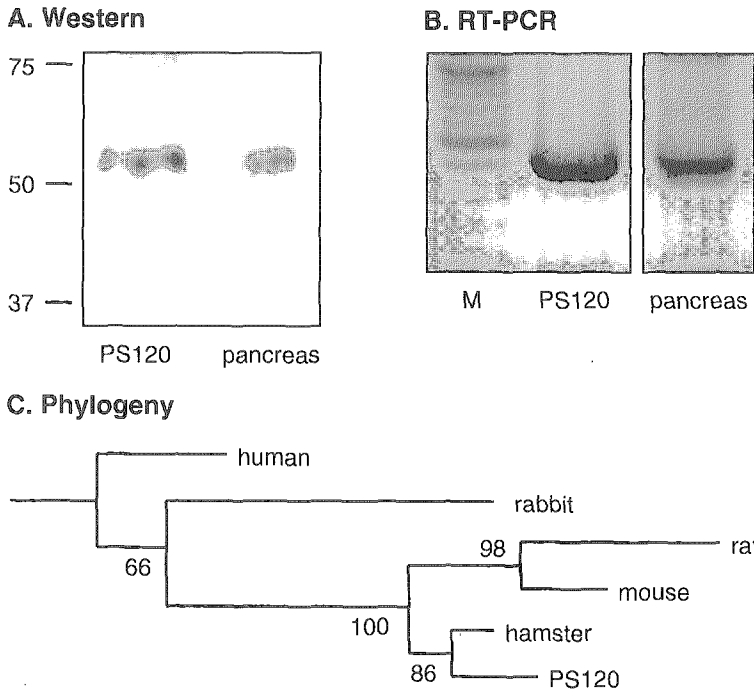 A. Western
B. RT-PCR
75
50
37
PS120 pancreas
M PS120 pancreas
C. Phylogeny
human
rabbit
66
98
mouse
hamster
100
86
PS120